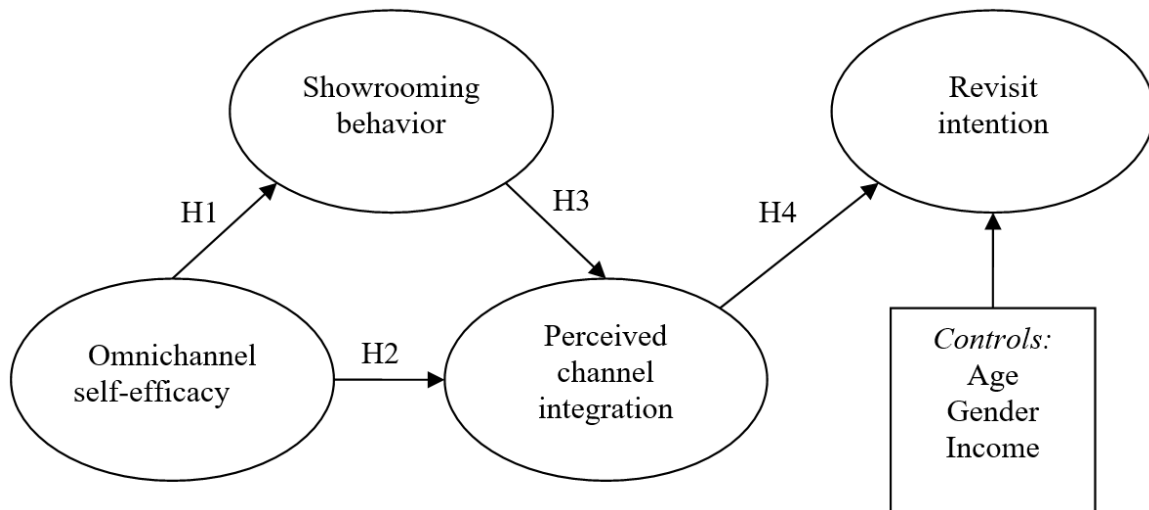 Showrooming
behavior
Revisit
intention
H1
H3
H4
Omnichannel
self-efficacy
H2
Perceived
channel
integration
Controls:
Age
Gender
Income